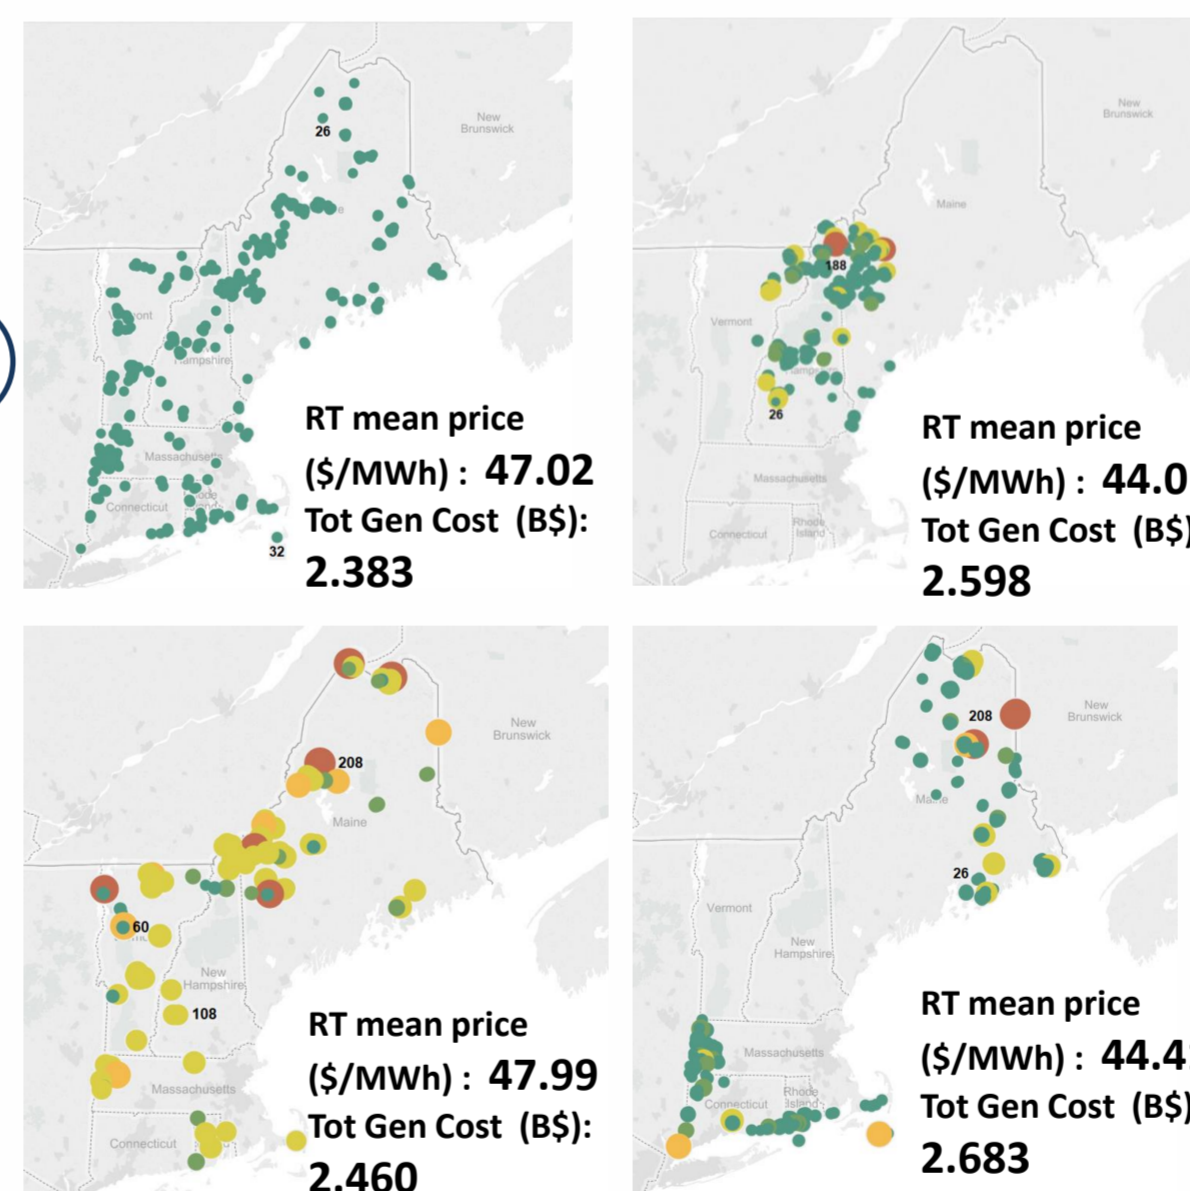 26
New
Brunswick
e
ont
ampshire
Massachusetts
ode
Connecticut
32
RT mean price
($/MWh) : 47.02
Tot Gen Cost (B$):
2.383
New
Brunswick
Maine
188
Vermont
Hampshire
26
Massachusetts
Connecticut
Rhode
Island
RT mean price
($/MWh) : 44.0
Tot Gen Cost (B$)
2.598
New
Brunswick
208
Maine
60
New
Hampshire
108
Massachusetts
Connecticut
RT mean price
($/MWh) : 47.99
Tot Gen Cost (B$):
2.460
208
New
Brunswick
Maine
26
Vermont
New
Hampshire
Massachusetts
Rhode
Island
Connecticut
RT mean price
($/MWh) : 44.4
Tot Gen Cost (B$)
2.683